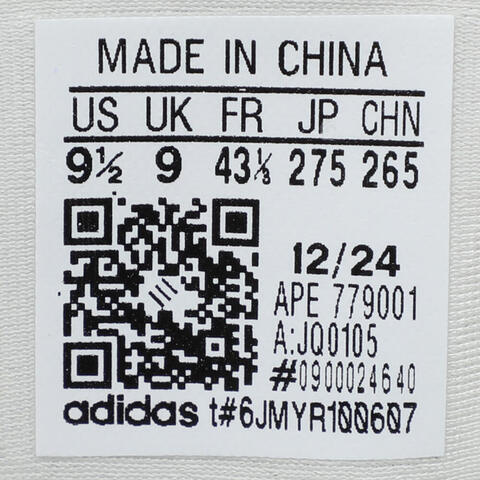 MADE IN CHINA
US UK FR JP CHN
9½ 9 43⅓ 275 265
12/24
APE 779001
A:JQ0105
#0900024640
adidas t#6JMYR100607